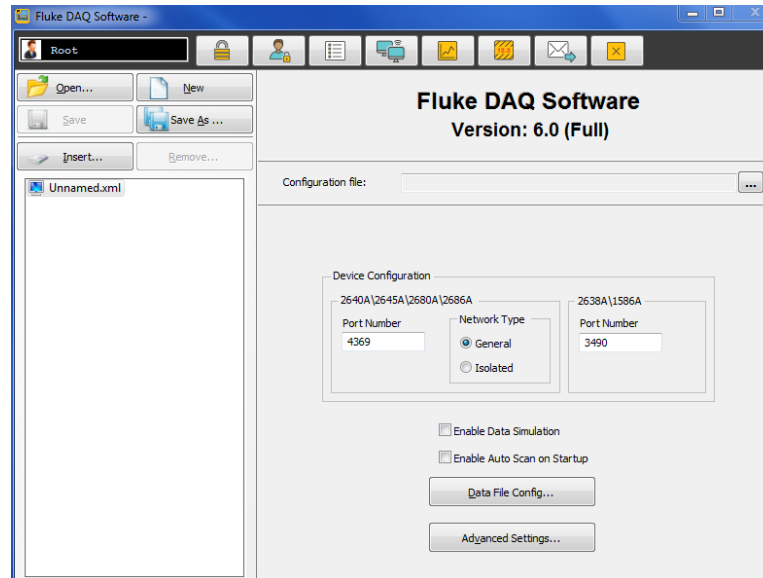 Fluke DAQ Software -
Root
Open...
New
Save
Save As ...
Insert...
Remove...
Unnamed.xml
Fluke DAQ Software
Version: 6.0 (Full)
Configuration file:
...
Device Configuration
2640A\2645A\2680A\2686A
Port Number
4369
Network Type
General
Isolated
2638A\1586A
Port Number
3490
Enable Data Simulation
Enable Auto Scan on Startup
Data File Config...
Advanced Settings...